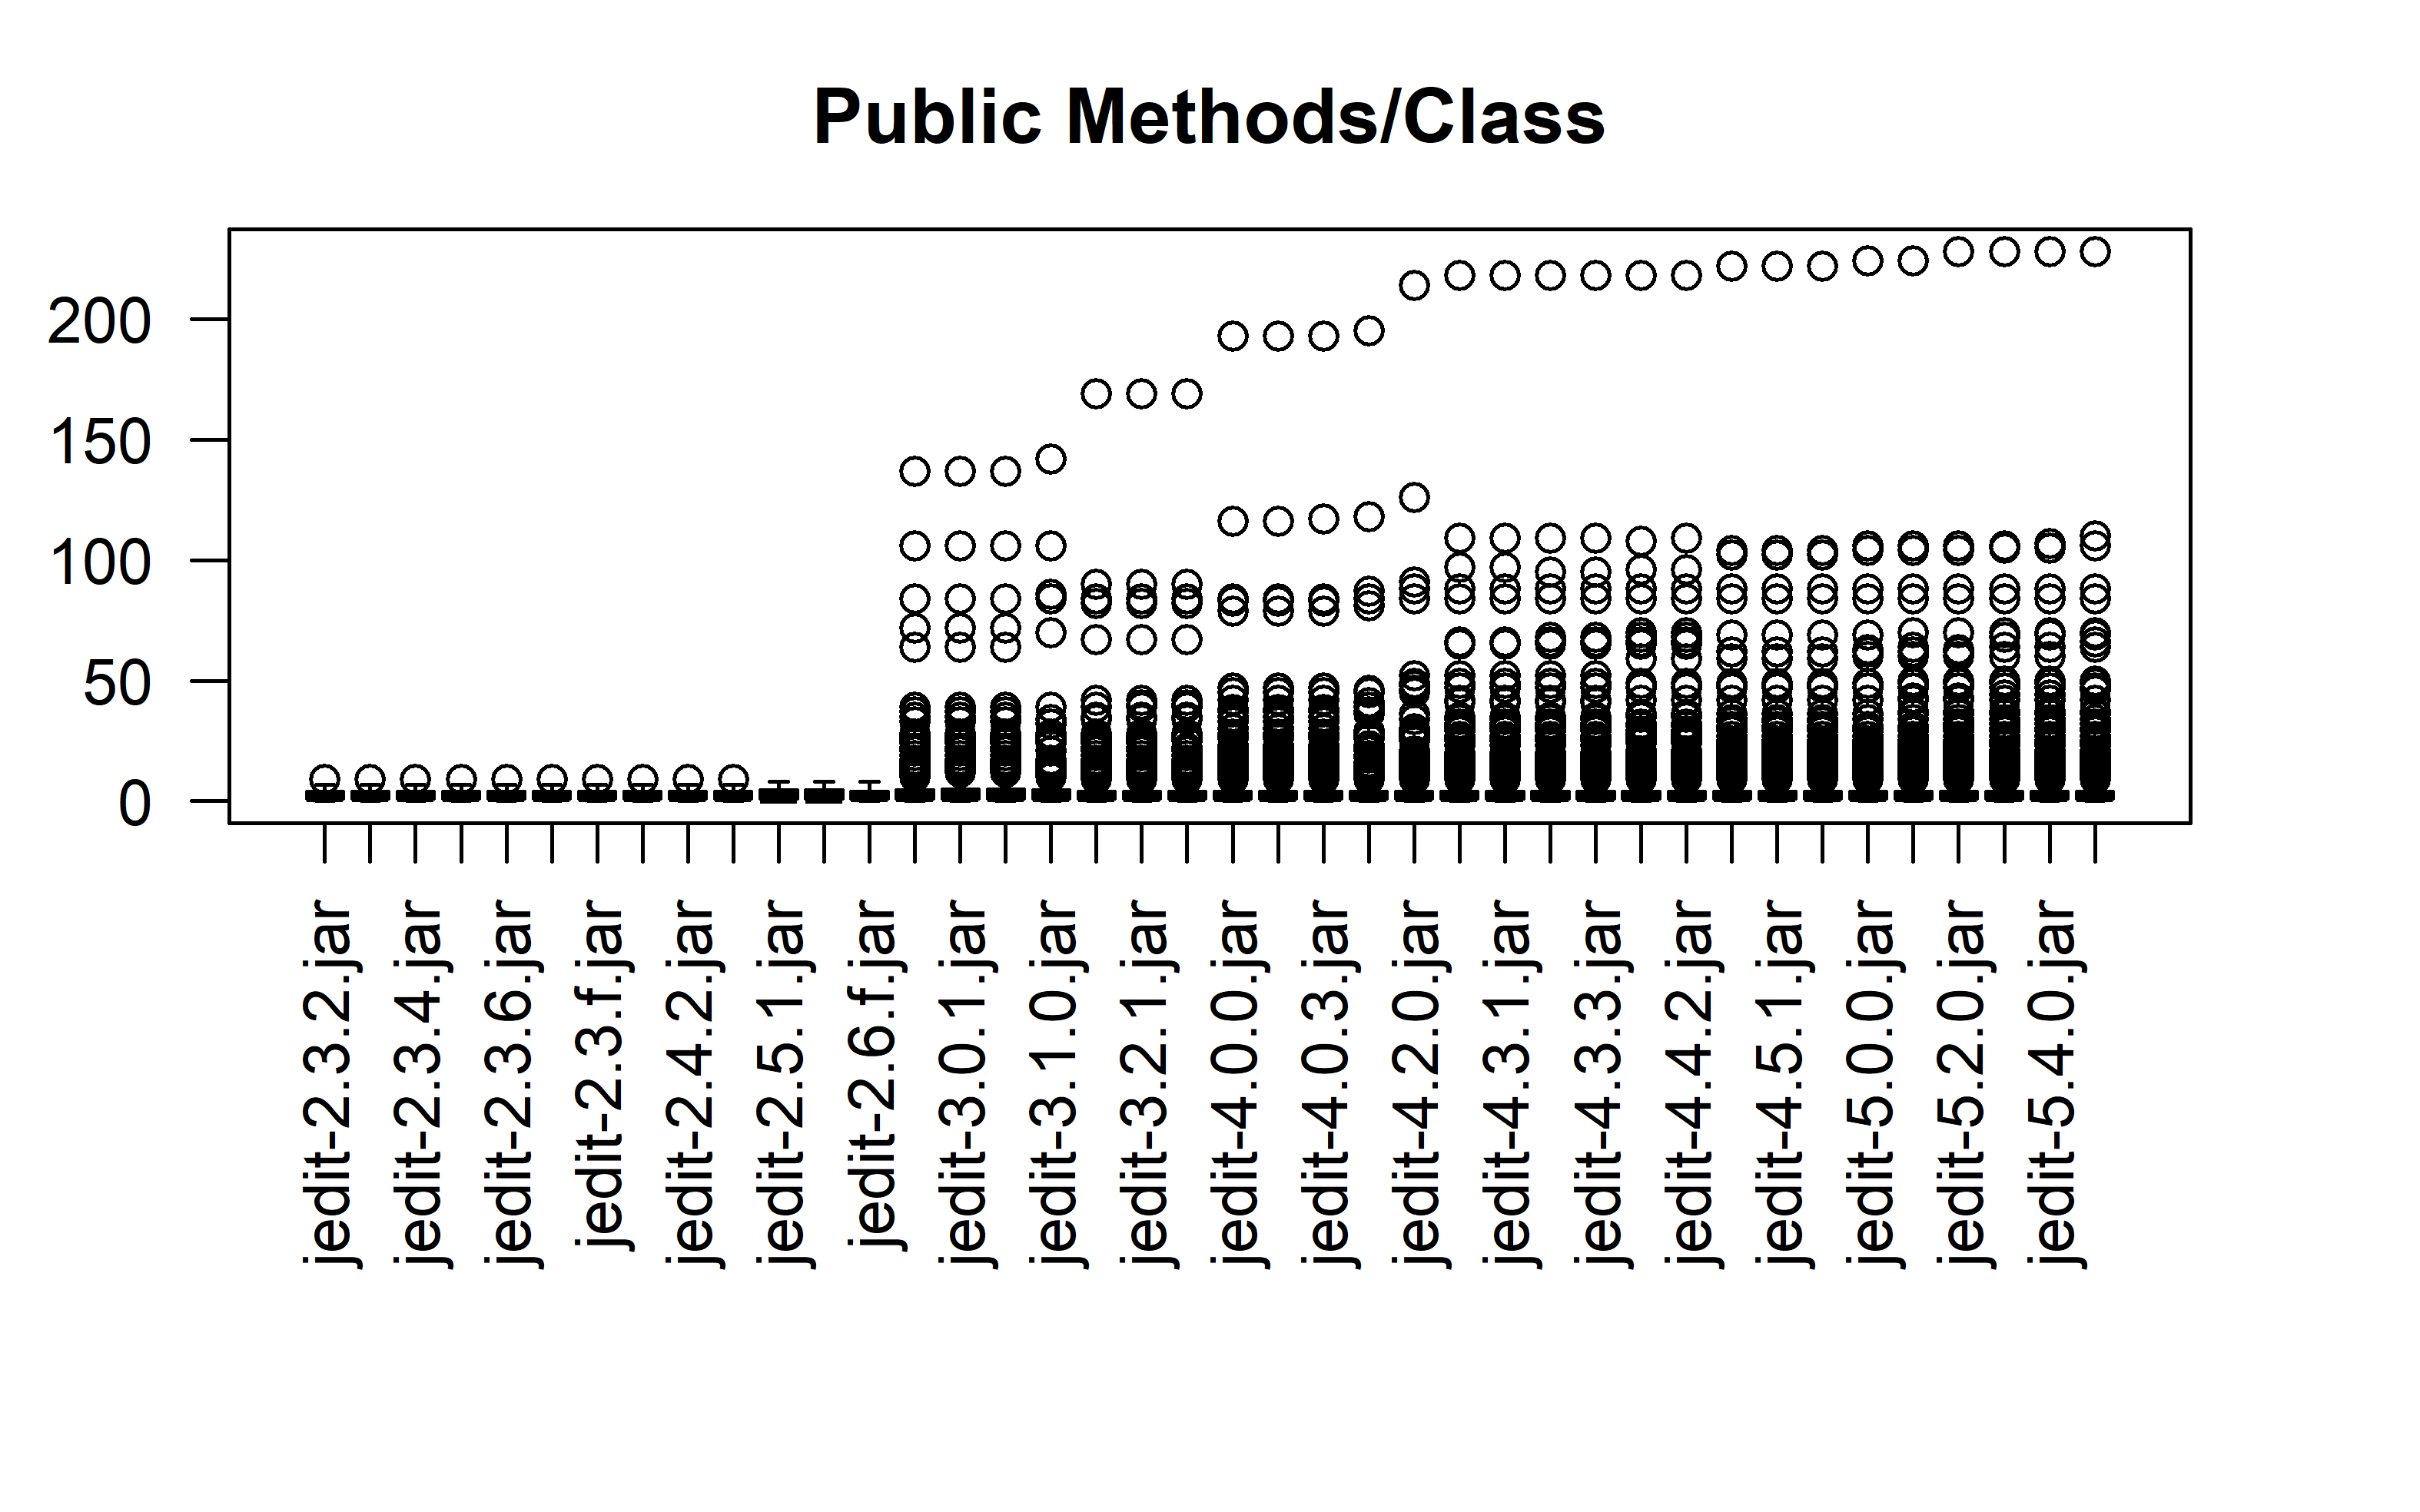 Public Methods/Class
200
150
100
50
0
jedit-2.3.2.jar
jedit-2.3.4.jar
jedit-2.3.6.jar
jedit-2.3.f.jar
jedit-2.4.2.jar
jedit-2.5.1.jar
jedit-2.6.f.jar
jedit-3.0.1.jar
jedit-3.1.0.jar
jedit-3.2.1.jar
jedit-4.0.0.jar
jedit-4.0.3.jar
jedit-4.2.0.jar
jedit-4.3.1.jar
jedit-4.3.3.jar
jedit-4.4.2.jar
jedit-4.5.1.jar
jedit-5.0.0.jar
jedit-5.2.0.jar
jedit-5.4.0.jar